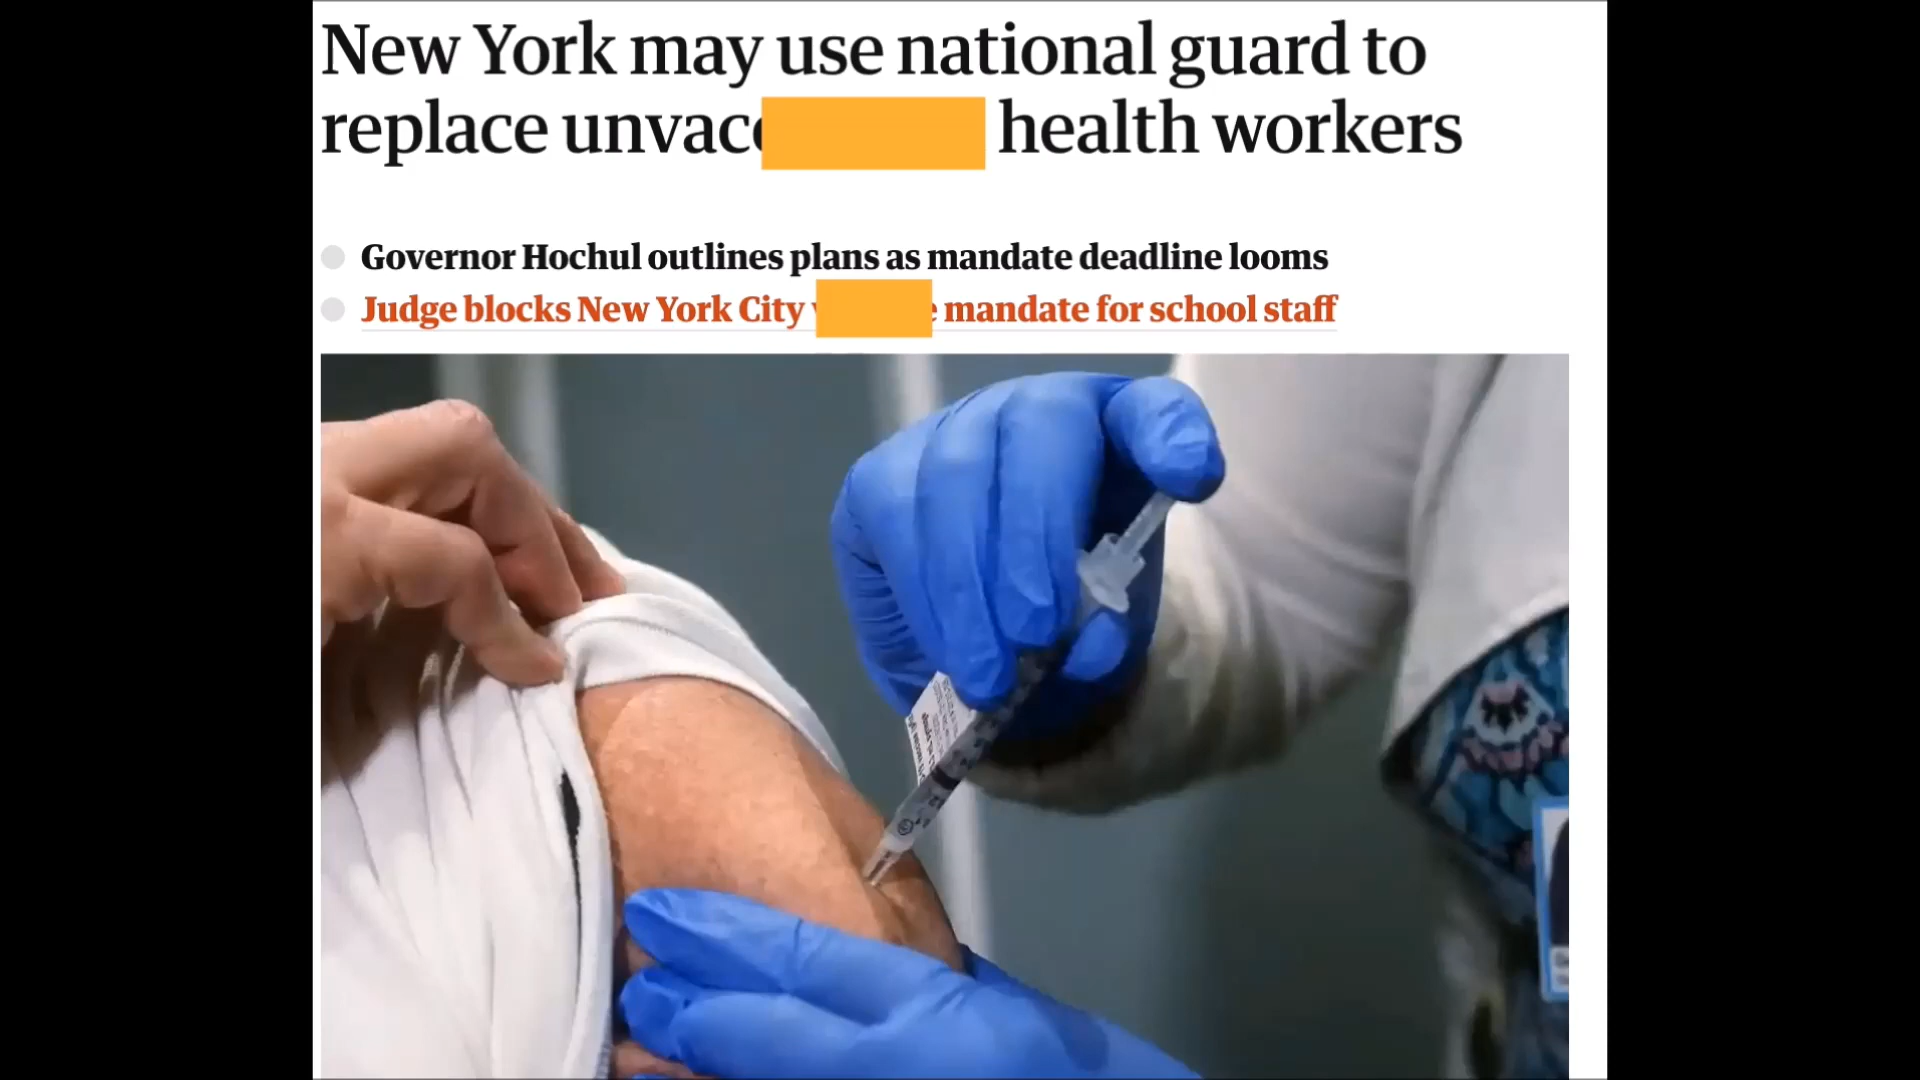 New York may use national guard to
replace unvacc health workers
Governor Hochul outlines plans as mandate deadline looms
Judge blocks New York City mandate for school staff